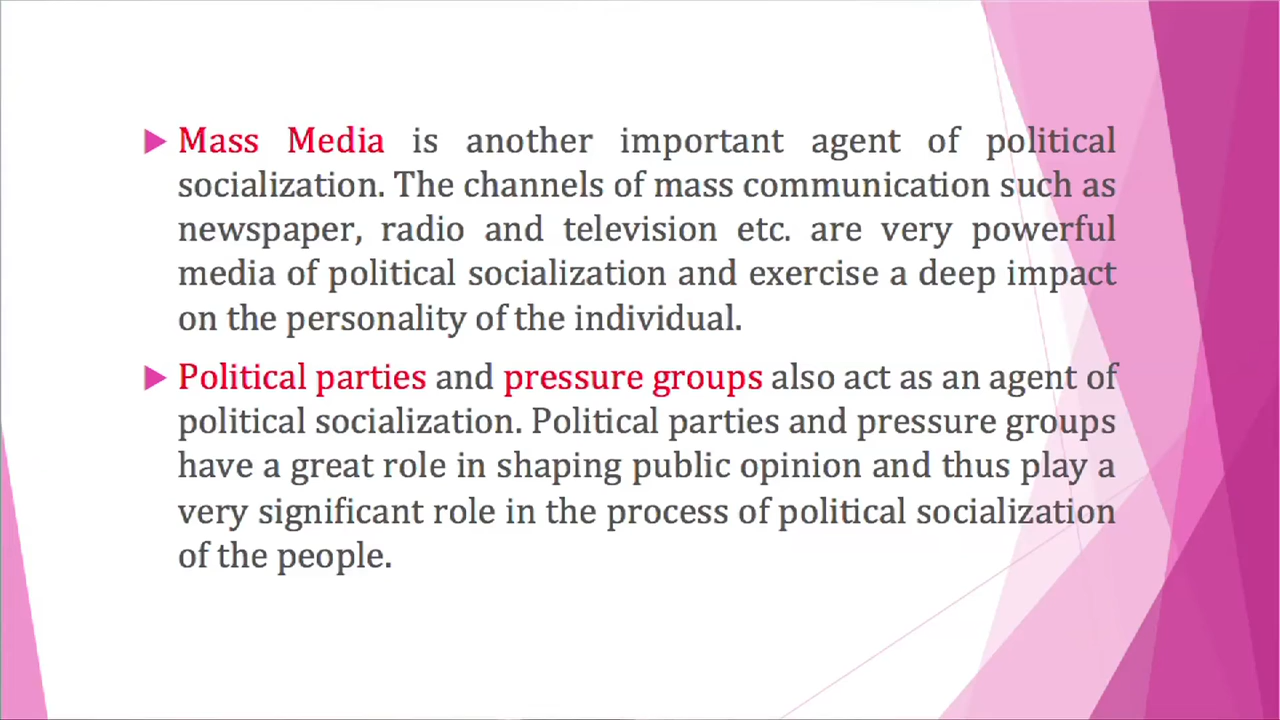 Mass Media is another important agent of political
socialization. The channels of mass communication such as
newspaper, radio and television etc. are very powerful
media of political socialization and exercise a deep impact
on the personality of the individual.
Political parties and pressure groups also act as an agent of
political socialization. Political parties and pressure groups
have a great role in shaping public opinion and thus play a
very significant role in the process of political socialization
of the people.